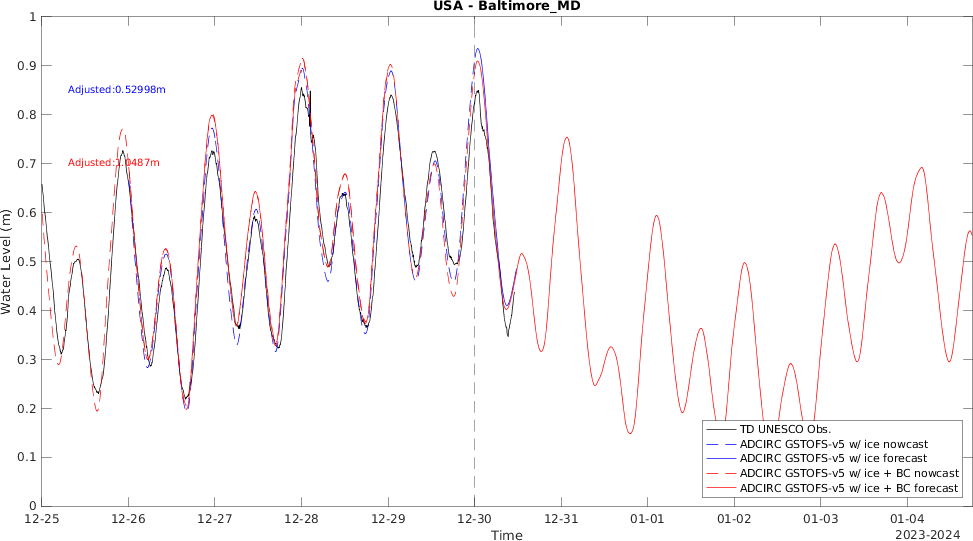 USA - Baltimore_MD
1
0.9
0.8
0.7
0.6
0.5
0.4
0.3
0.2
0.1
0
Water Level (m)
Adjusted:0.52998m
Adjusted:1.0487m
TD UNESCO Obs.
ADCIRC GSTOFS-v5 w/ ice nowcast
ADCIRC GSTOFS-v5 w/ ice forecast
ADCIRC GSTOFS-v5 w/ ice + BC nowcast
ADCIRC GSTOFS-v5 w/ ice + BC forecast
12-25 12-26 12-27 12-28 12-29 12-30 12-31 01-01 01-02 01-03 01-04
Time
2023-2024